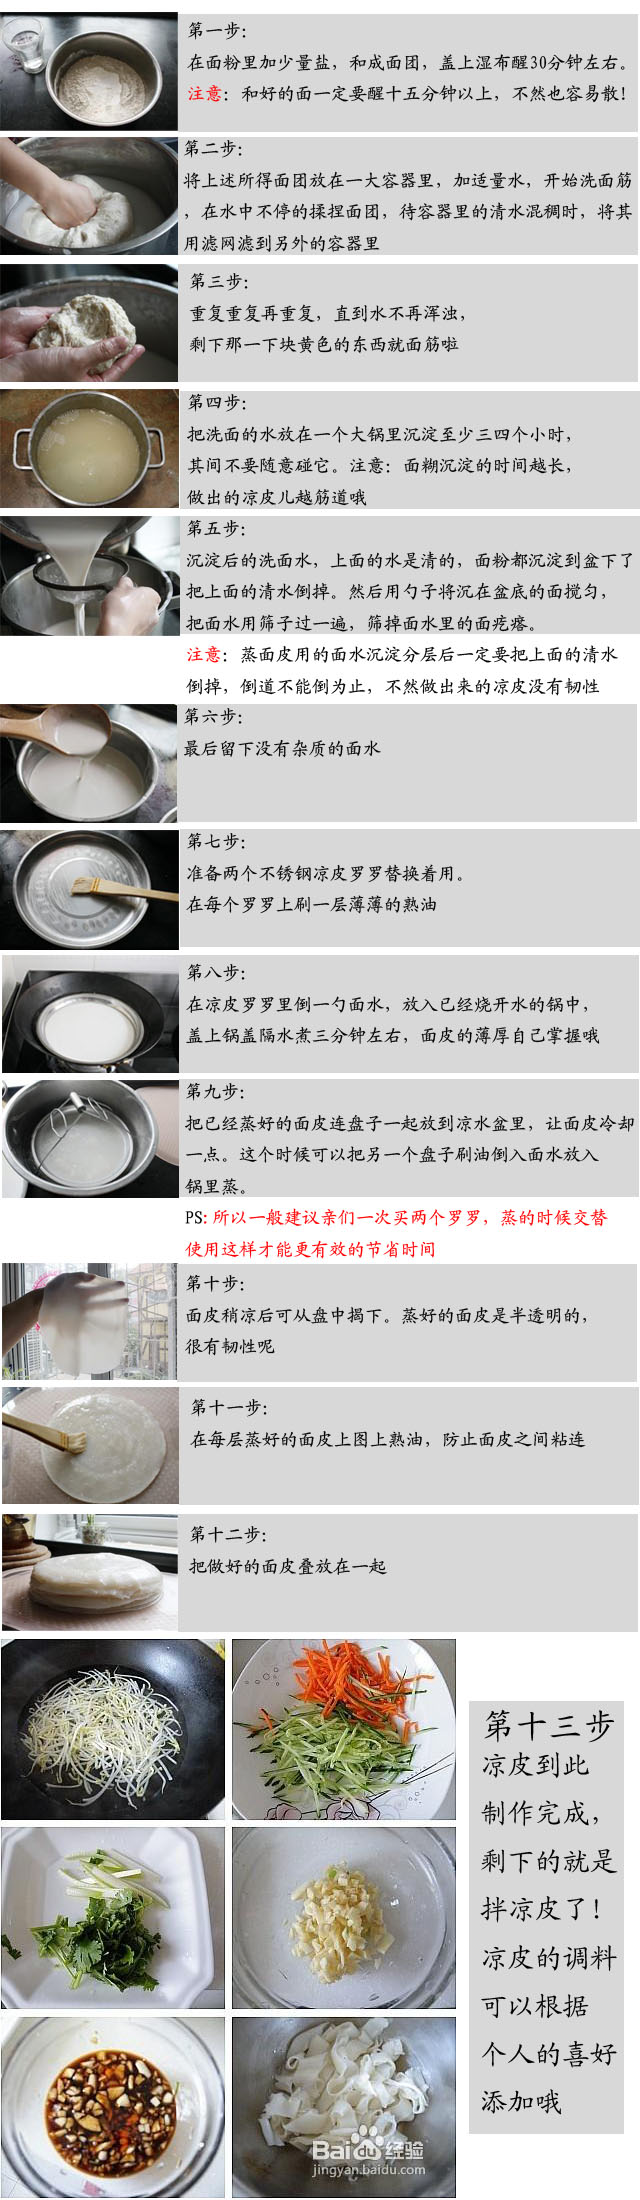 第一步：
在面粉里加少量盐，和成面团，盖上湿布醒30分钟左右。
注意：和好的面一定要醒十五分钟以上，不然也容易散！
第二步：
将上述所得面团放在一大容器里，加适量水，开始洗面筋
，在水中不停的揉捏面团，待容器里的清水混稠时，将其
用滤网滤到另外的容器里
第三步：
重复重复再重复，直到水不再浑浊，
剩下那一下块黄色的东西就面筋啦
第四步：
把洗面的水放在一个大锅里沉淀至少三四个小时，
其间不要随意碰它。注意：面糊沉淀的时间越长，
做出的凉皮儿越筋道哦
第五步：
沉淀后的洗面水，上面的水是清的，面粉都沉淀到盆下了
把上面的清水倒掉。然后用勺子将沉在盆底的面搅匀，
把面水用筛子过一遍，筛掉面水里的面疙瘩。
注意：蒸面皮用的面水沉淀分层后一定要把上面的清水
倒掉，倒道不能倒为止，不然做出来的凉皮没有韧性
第六步：
最后留下没有杂质的面水
第七步：
准备两个不锈钢凉皮罗罗替换着用。
在每个罗罗上刷一层薄薄的熟油
第八步：
在凉皮罗罗里倒一勺面水，放入已经烧开水的锅中，
盖上锅盖隔水煮三分钟左右，面皮的薄厚自己掌握哦
第九步：
把已经蒸好的面皮连盘子一起放到凉水盆里，让面皮冷却
一点。这个时候可以把另一个盘子刷油倒入面水放入
锅里蒸。
PS：所以一般建议亲们一次买两个罗罗，蒸的时候交替
使用这样才能更有效的节省时间
第十步：
面皮稍凉后可从盘中揭下。蒸好的面皮是半透明的，
很有韧性呢
第十一步：
在每层蒸好的面皮上图上熟油，防止面皮之间粘连
第十二步：
把做好的面皮叠放在一起
第十三步
凉皮到此
制作完成，
剩下的就是
拌凉皮了！
凉皮的调料
可以根据
个人的喜好
添加哦
Baidu经验
jingyan.baidu.com